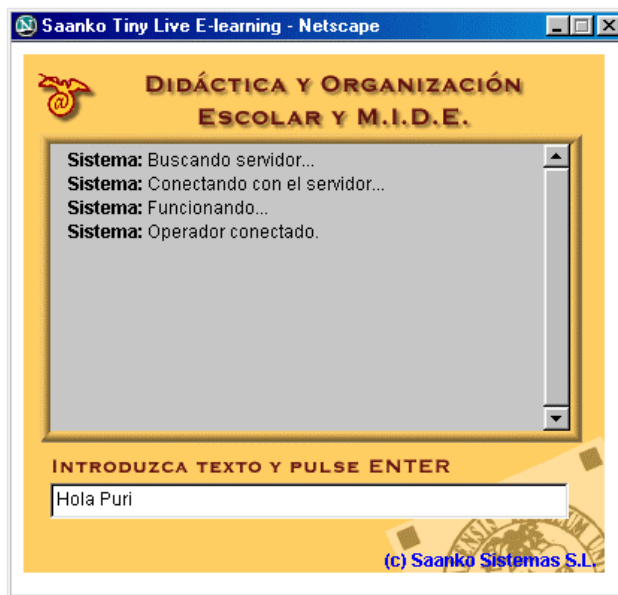 Saanko Tiny Live E-learning - Netscape
DIDÁCTICA Y ORGANIZACIÓN
ESCOLAR Y M.I.D.E.
Sistema: Buscando servidor...
Sistema: Conectando con el servidor...
Sistema: Funcionando...
Sistema: Operador conectado.
INTRODUZCA TEXTO Y PULSE ENTER
Hola Puri
(c) Saanko Sistemas S.L.